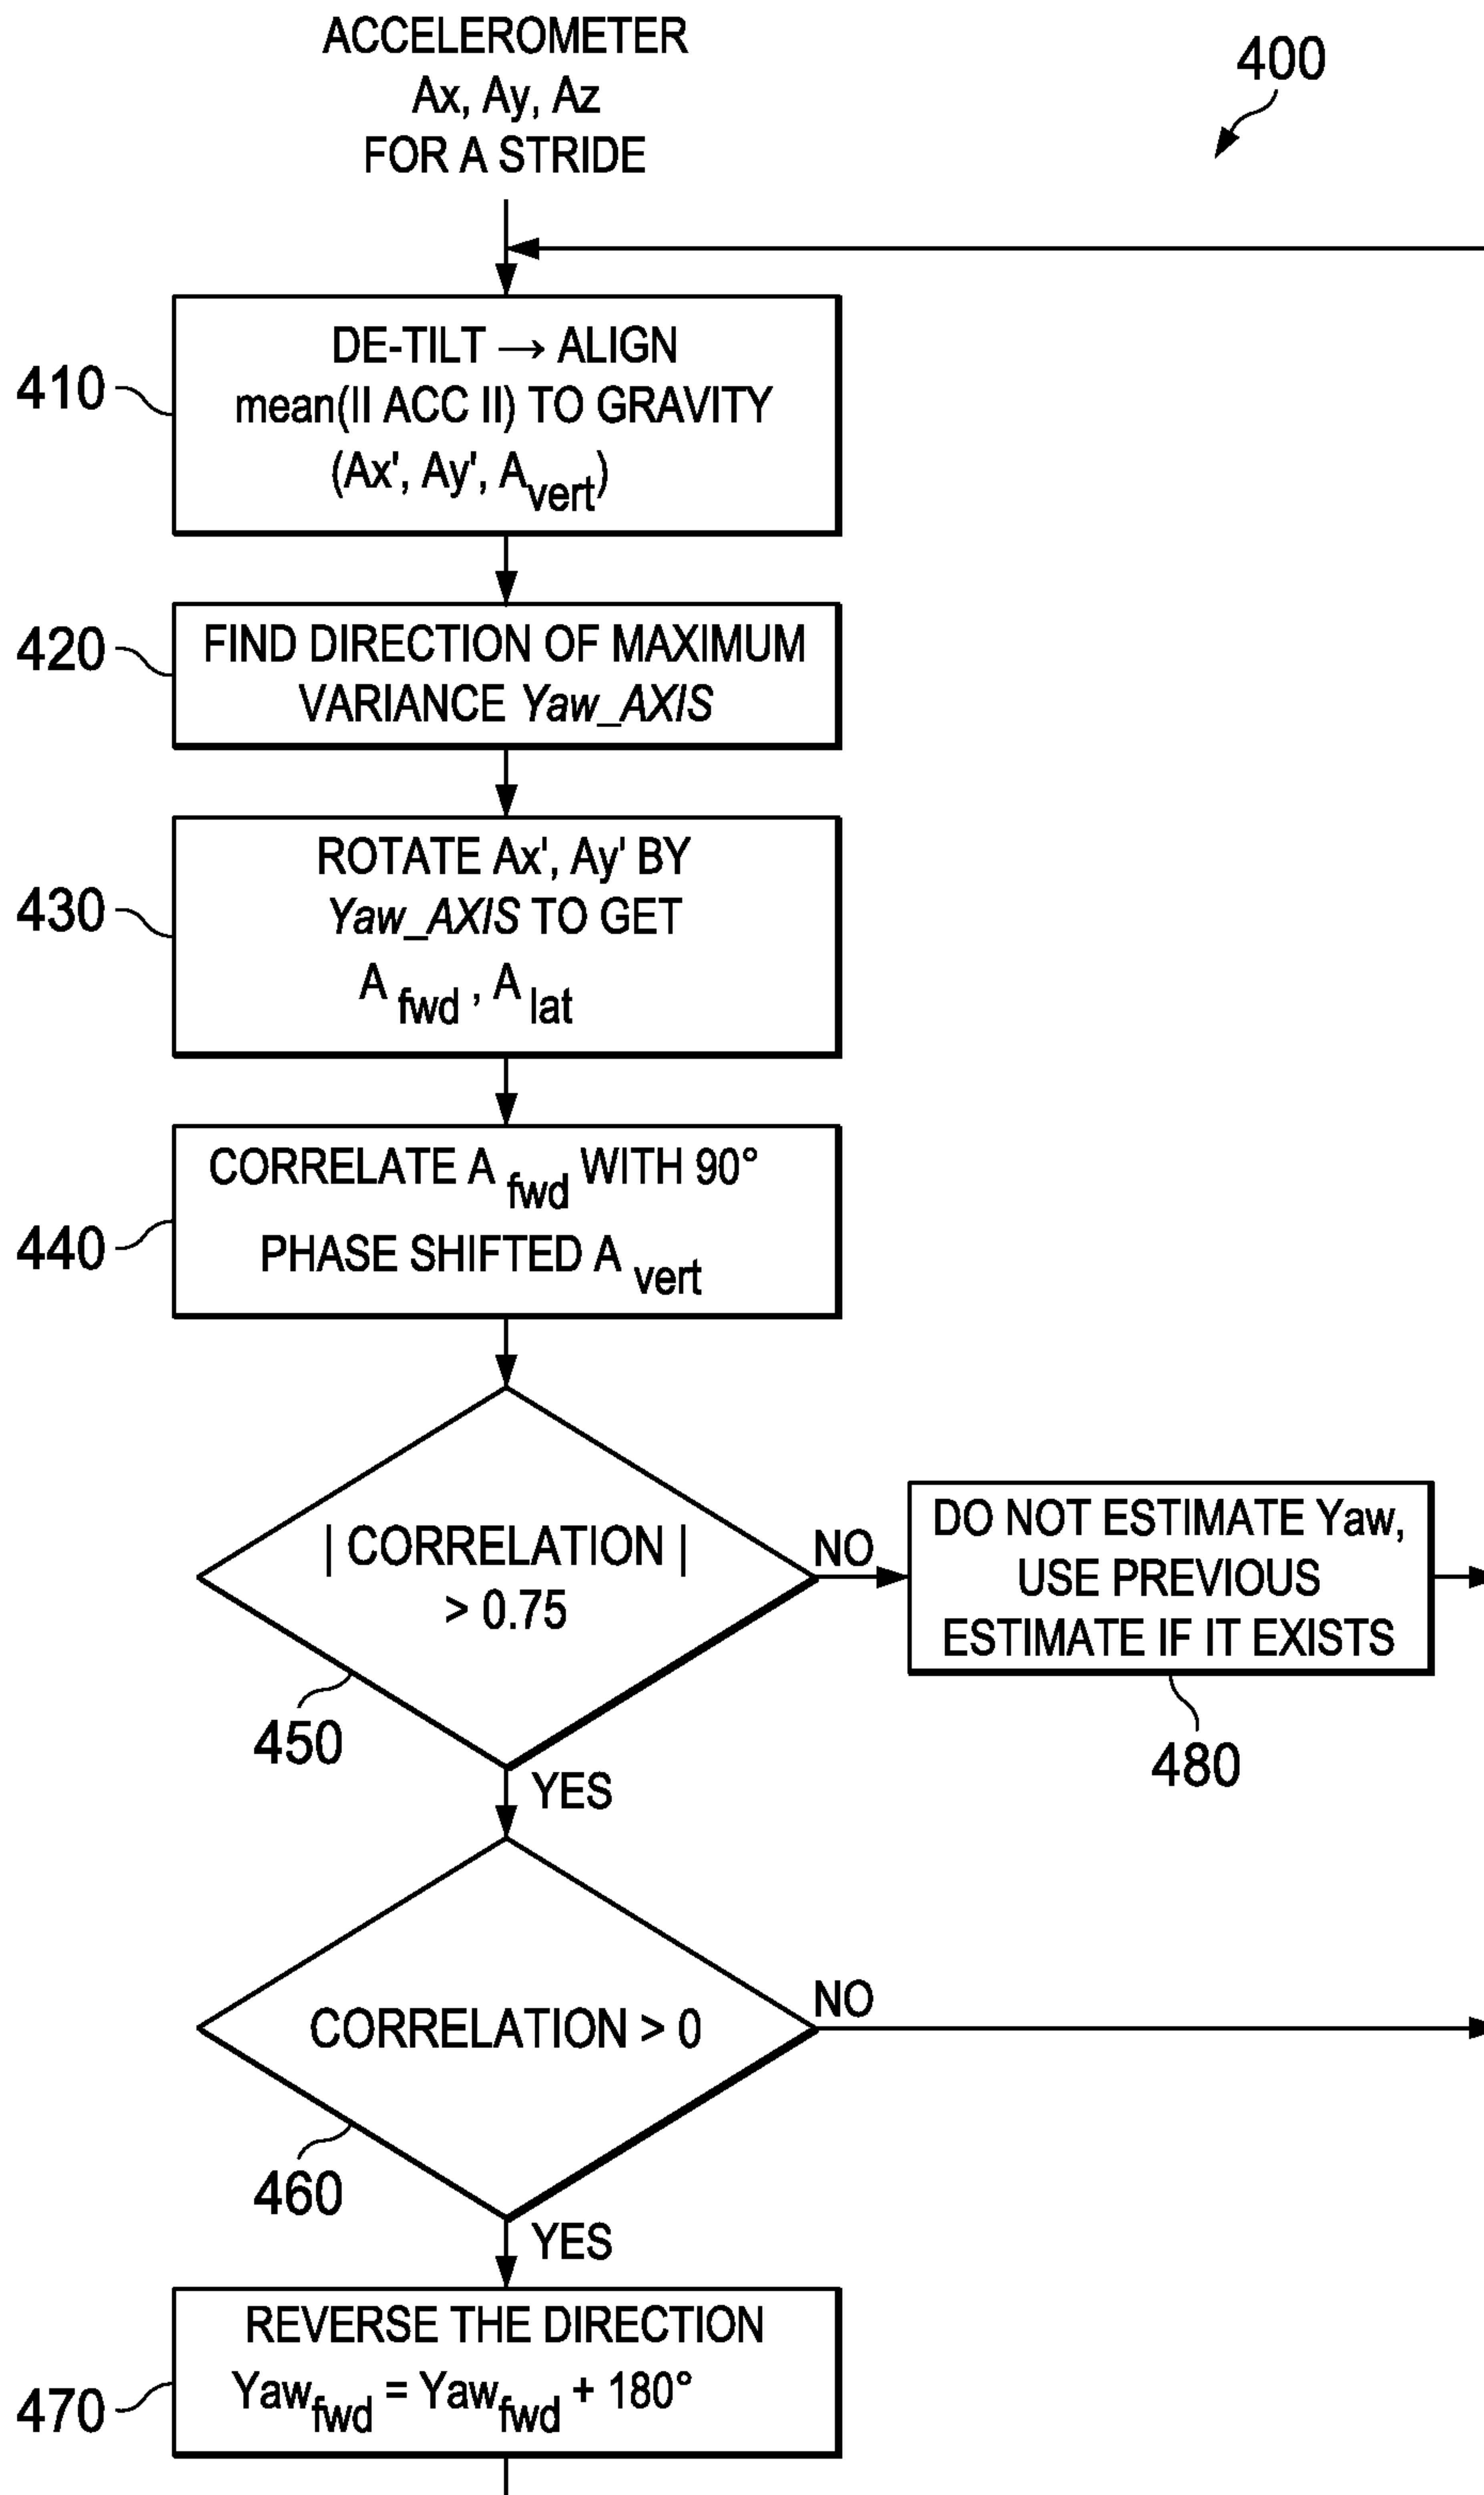 ACCELEROMETER
Ax, Ay, Az
FOR A STRIDE
400
DE-TILT → ALIGN
mean(II ACC II) TO GRAVITY
(Ax', Ay', Avert)
410
FIND DIRECTION OF MAXIMUM
VARIANCE Yaw_AXIS
420
ROTATE Ax', Ay' BY
Yaw_AXIS TO GET
A fwd , A lat
430
CORRELATE A fwd WITH 90°
PHASE SHIFTED A vert
440
| CORRELATION |
> 0.75
450
NO
DO NOT ESTIMATE Yaw,
USE PREVIOUS
ESTIMATE IF IT EXISTS
480
YES
CORRELATION > 0
460
NO
YES
REVERSE THE DIRECTION
Yawfwd = Yawfwd + 180°
470